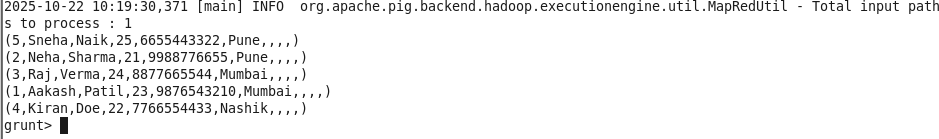 2025-10-22 10:19:30,371 [main] INFO  org.apache.pig.backend.hadoop.executionengine.util.MapRedUtil - Total input path
s to process : 1
(5,Sneha,Naik,25,6655443322,Pune,,,,)
(2,Neha,Sharma,21,9988776655,Pune,,,,)
(3,Raj,Verma,24,8877665544,Mumbai,,,,)
(1,Aakash,Patil,23,9876543210,Mumbai,,,,)
(4,Kiran,Doe,22,7766554433,Nashik,,,,)
grunt>